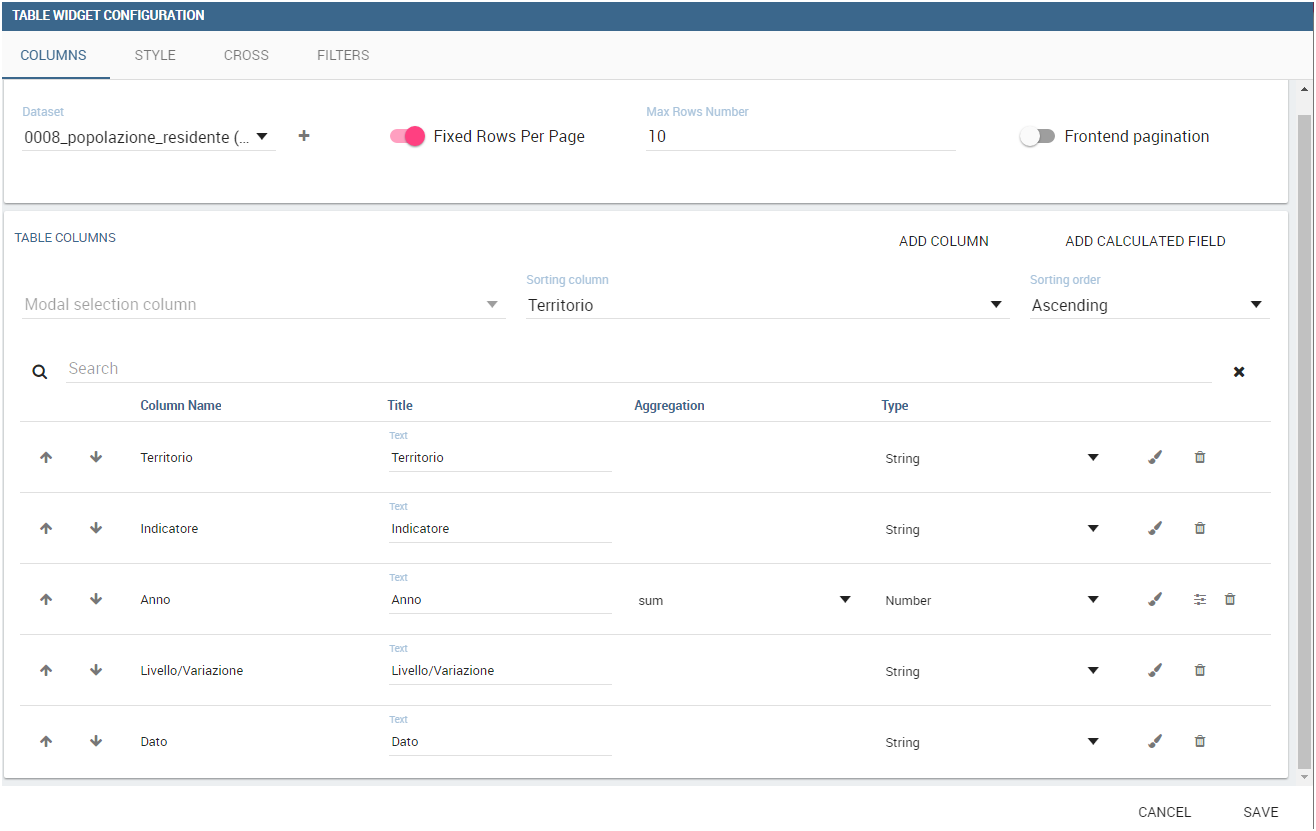 TABLE WIDGET CONFIGURATION
COLUMNS STYLE CROSS FILTERS
Dataset Max Rows Number
0008_popolazione_residente (... + Fixed Rows Per Page 10 Frontend pagination
TABLE COLUMNS ADD COLUMN ADD CALCULATED FIELD
Sorting column Sorting order
Modal selection column Territorio Ascending
Search
Column Name Title Aggregation Type
Text
Territorio Territorio String
Text
Indicatore Indicatore String
Text
Anno Anno sum Number
Text
Livello/Variazione Livello/Variazione String
Text
Dato Dato String
CANCEL SAVE